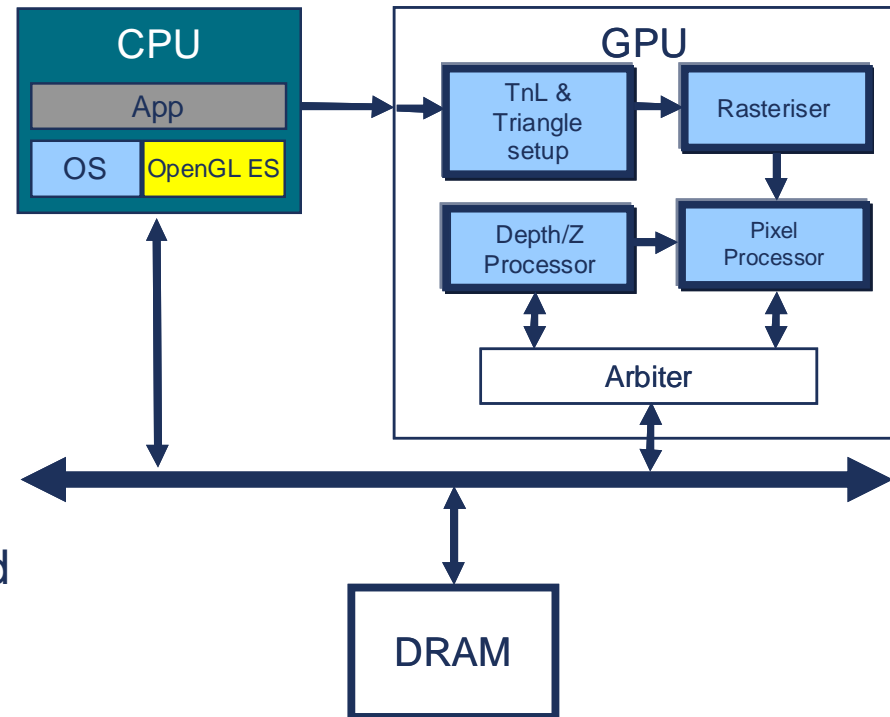 CPU
App
OS
OpenGL ES
GPU
TnL &
Triangle
setup
Rasteriser
Depth/Z
Processor
Pixel
Processor
Arbiter
d
DRAM